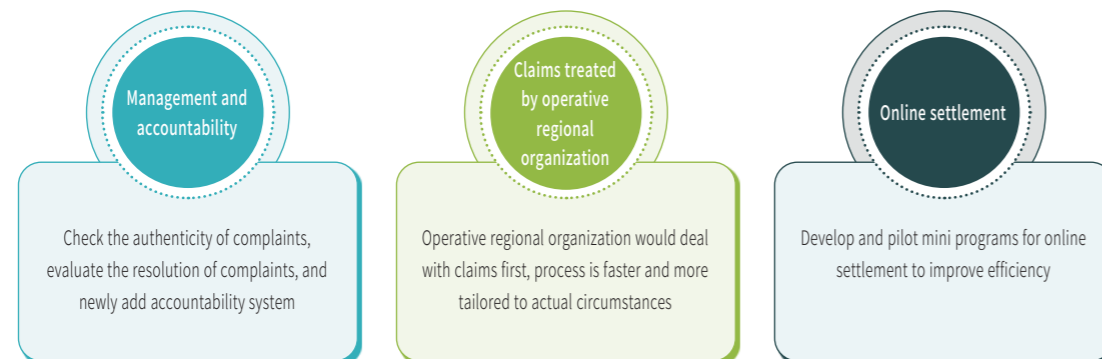 Management and
accountability
Check the authenticity of complaints,
evaluate the resolution of complaints, and
newly add accountability system
Claims treated
by operative
regional
organization
Operative regional organization would deal
with claims first, process is faster and more
tailored to actual circumstances
Online settlement
Develop and pilot mini programs for online
settlement to improve efficiency